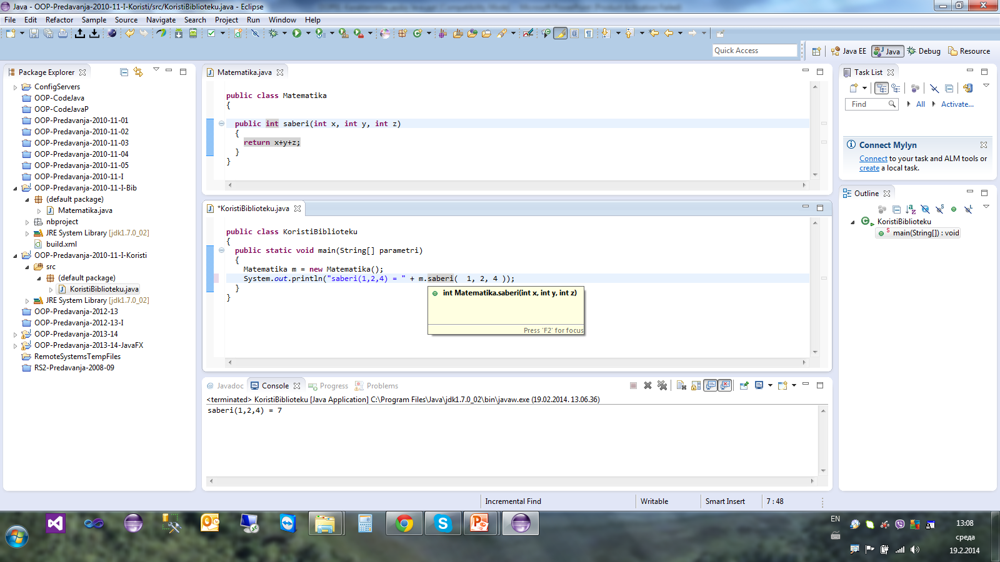 Java - OOP-Predavanja-2010-11-I-Koristi/src/KoristiBiblioteku.java - Eclipse
File Edit Refactor Sample Source Navigate Search Project Run Window Help
Quick Access
Java EE Java Debug Resource
Package Explorer
ConfigServers
OOP-CodeJava
OOP-CodeJavaP
OOP-Predavanja-2010-11-01
OOP-Predavanja-2010-11-02
OOP-Predavanja-2010-11-03
OOP-Predavanja-2010-11-04
OOP-Predavanja-2010-11-05
OOP-Predavanja-2010-11-I
OOP-Predavanja-2010-11-I-Bib
(default package)
Matematika.java
nbproject
JRE System Library [jdk1.7.0_02]
build.xml
OOP-Predavanja-2010-11-I-Koristi
src
(default package)
KoristiBiblioteku.java
JRE System Library [jdk1.7.0_02]
OOP-Predavanja-2012-13
OOP-Predavanja-2012-13-I
OOP-Predavanja-2013-14
OOP-Predavanja-2013-14-JavaFX
RemoteSystemsTempFiles
RS2-Predavanja-2008-09
Matematika.java
public class Matematika
{
public int saberi(int x, int y, int z)
{
return x+y+z;
}
}
*KoristiBiblioteku.java
public class KoristiBiblioteku
{
public static void main(String[] parametri)
{
Matematika m = new Matematika();
System.out.println("saberi(1,2,4) = " + m.saberi(  1, 2, 4 ));
}
}
int Matematika.saberi(int x, int y, int z)
Press 'F2' for focus
Javadoc Console Progress Problems
<terminated> KoristiBiblioteku [Java Application] C:\Program Files\Java\jdk1.7.0_02\bin\javaw.exe (19.02.2014. 13.06.36)
saberi(1,2,4) = 7
Task List
Find All Activate...
Connect Mylyn
Connect to your task and ALM tools or
create a local task.
Outline
KoristiBiblioteku
main(String[]) : void
Incremental Find Writable Smart Insert 7 : 48
EN
13:08
среда
19.2.2014